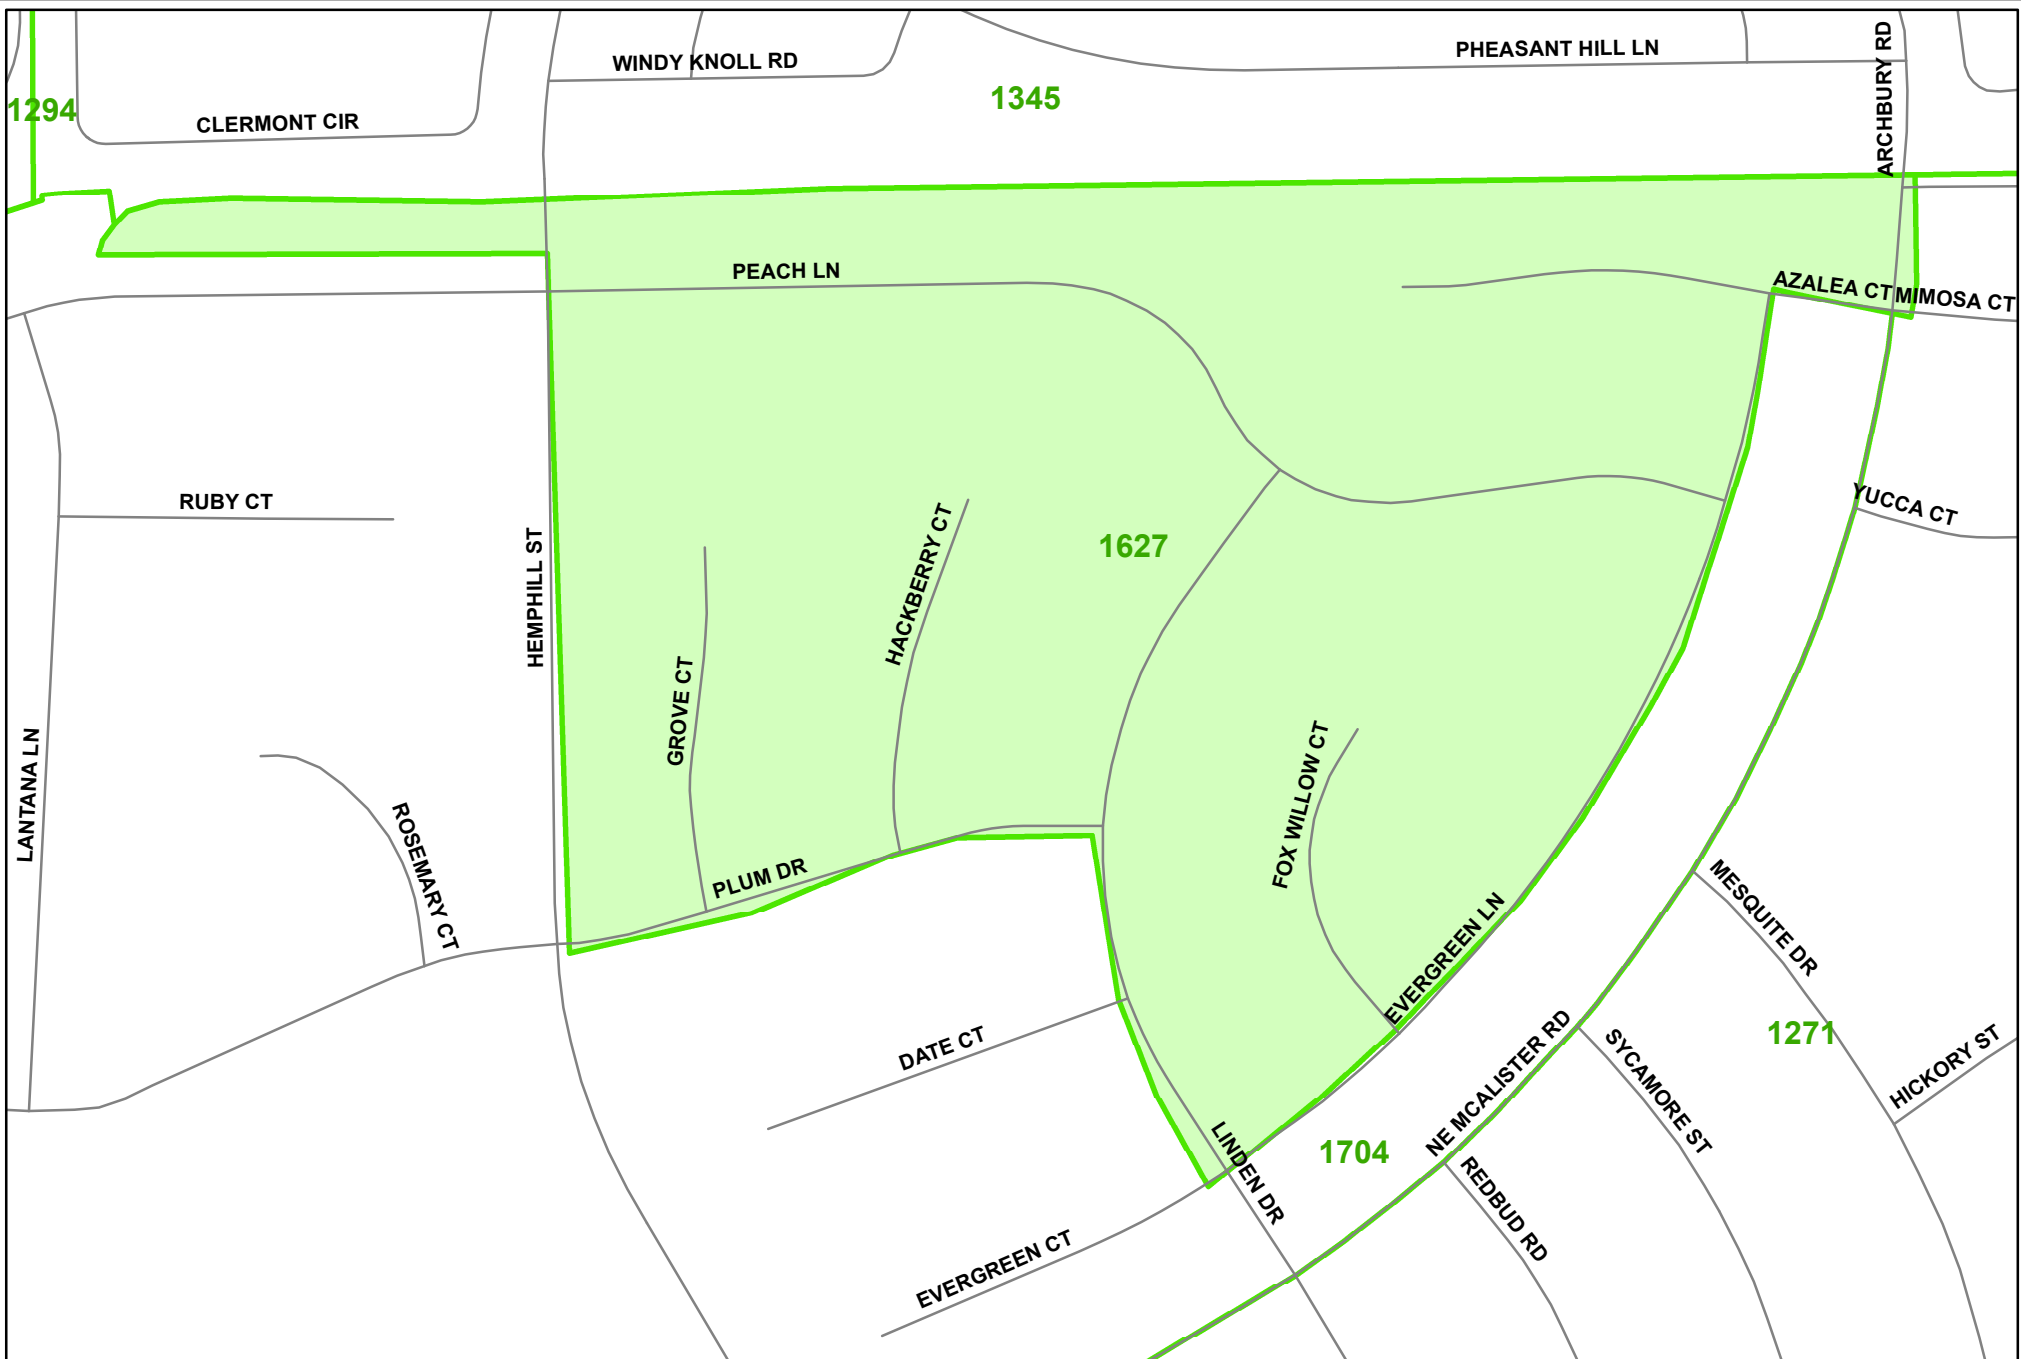 WINDY KNOLL RD
PHEASANT HILL LN
ARCHBURY RD
1294
1345
CLERMONT CIR
PEACH LN
AZALEA CT
MIMOSA CT
RUBY CT
HEMPHILL ST
HACKBERRY CT
1627
YUCCA CT
GROVE CT
LANTANA LN
ROSEMARY CT
FOX WILLOW CT
PLUM DR
EVERGREEN LN
MESQUITE DR
DATE CT
NE MCALISTER RD
SYCAMORE ST
1271
HICKORY ST
LINDEN DR
1704
REDBUD RD
EVERGREEN CT